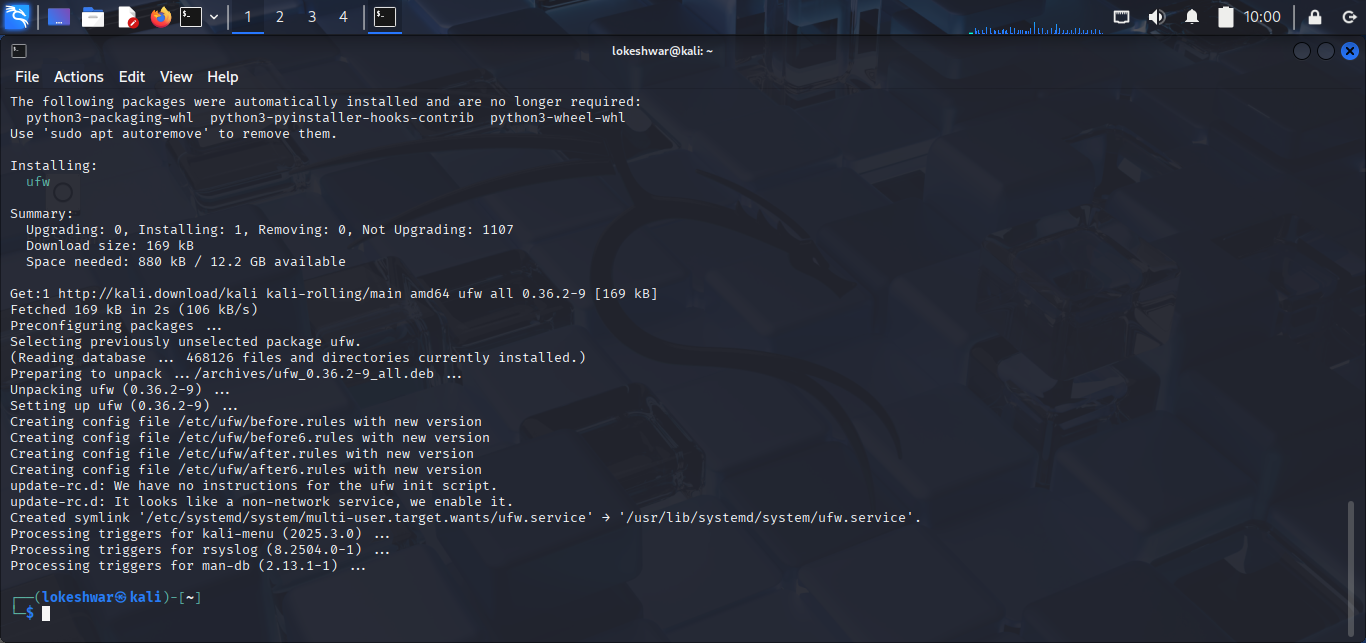 1 2 3 4 10:00
lokeshwar@kali: ~
File Actions Edit View Help
The following packages were automatically installed and are no longer required:
  python3-packaging-whl  python3-pyinstaller-hooks-contrib  python3-wheel-whl
Use 'sudo apt autoremove' to remove them.

Installing:
  ufw

Summary:
  Upgrading: 0, Installing: 1, Removing: 0, Not Upgrading: 1107
  Download size: 169 kB
  Space needed: 880 kB / 12.2 GB available

Get:1 http://kali.download/kali kali-rolling/main amd64 ufw all 0.36.2-9 [169 kB]
Fetched 169 kB in 2s (106 kB/s)
Preconfiguring packages ...
Selecting previously unselected package ufw.
(Reading database ... 468126 files and directories currently installed.)
Preparing to unpack .../archives/ufw_0.36.2-9_all.deb ...
Unpacking ufw (0.36.2-9) ...
Setting up ufw (0.36.2-9) ...
Creating config file /etc/ufw/before.rules with new version
Creating config file /etc/ufw/before6.rules with new version
Creating config file /etc/ufw/after.rules with new version
Creating config file /etc/ufw/after6.rules with new version
update-rc.d: We have no instructions for the ufw init script.
update-rc.d: It looks like a non-network service, we enable it.
Created symlink '/etc/systemd/system/multi-user.target.wants/ufw.service' → '/usr/lib/systemd/system/ufw.service'.
Processing triggers for kali-menu (2025.3.0) ...
Processing triggers for rsyslog (8.2504.0-1) ...
Processing triggers for man-db (2.13.1-1) ...

┌──(lokeshwar㉿kali)-[~]
└─$